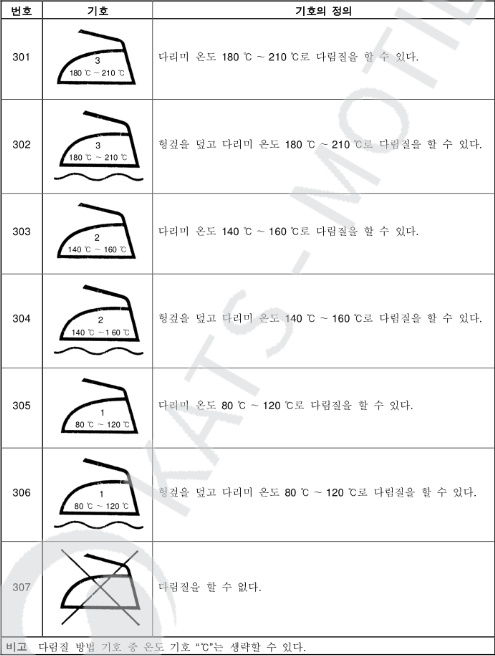 번호 기호 기호의 정의
301 3 180 ℃ ~ 210 ℃ 다리미 온도 180 ℃ ~ 210 ℃로 다림질을 할 수 있다.
302 3 180 ℃ ~ 210 ℃ 헝겊을 덮고 다리미 온도 180 ℃ ~ 210 ℃로 다림질을 할 수 있다.
303 2 140 ℃ ~ 160 ℃ 다리미 온도 140 ℃ ~ 160 ℃로 다림질을 할 수 있다.
304 2 140 ℃ ~ 1 60 ℃ 헝겊을 덮고 다리미 온도 140 ℃ ~ 160 ℃로 다림질을 할 수 있다.
305 1 80 ℃ ~ 120 ℃ 다리미 온도 80 ℃ ~ 120 ℃로 다림질을 할 수 있다.
306 1 80 ℃ ~ 120 ℃ 헝겊을 덮고 다리미 온도 80 ℃ ~ 120 ℃로 다림질을 할 수 있다.
307 다림질을 할 수 없다.
비고 다림질 방법 기호 중 온도 기호 “℃”는 생략할 수 있다.
KATS - MOTIE